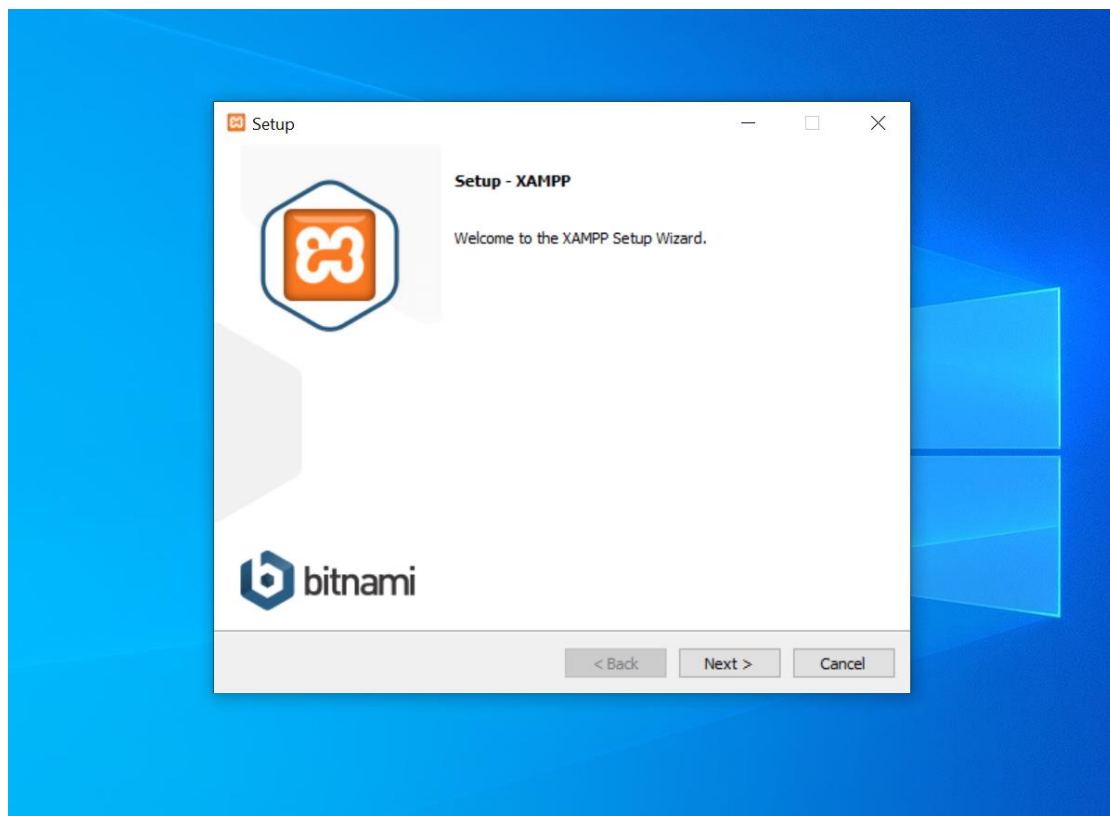 Setup
Setup - XAMPP
Welcome to the XAMPP Setup Wizard.
bitnami
< Back
Next >
Cancel